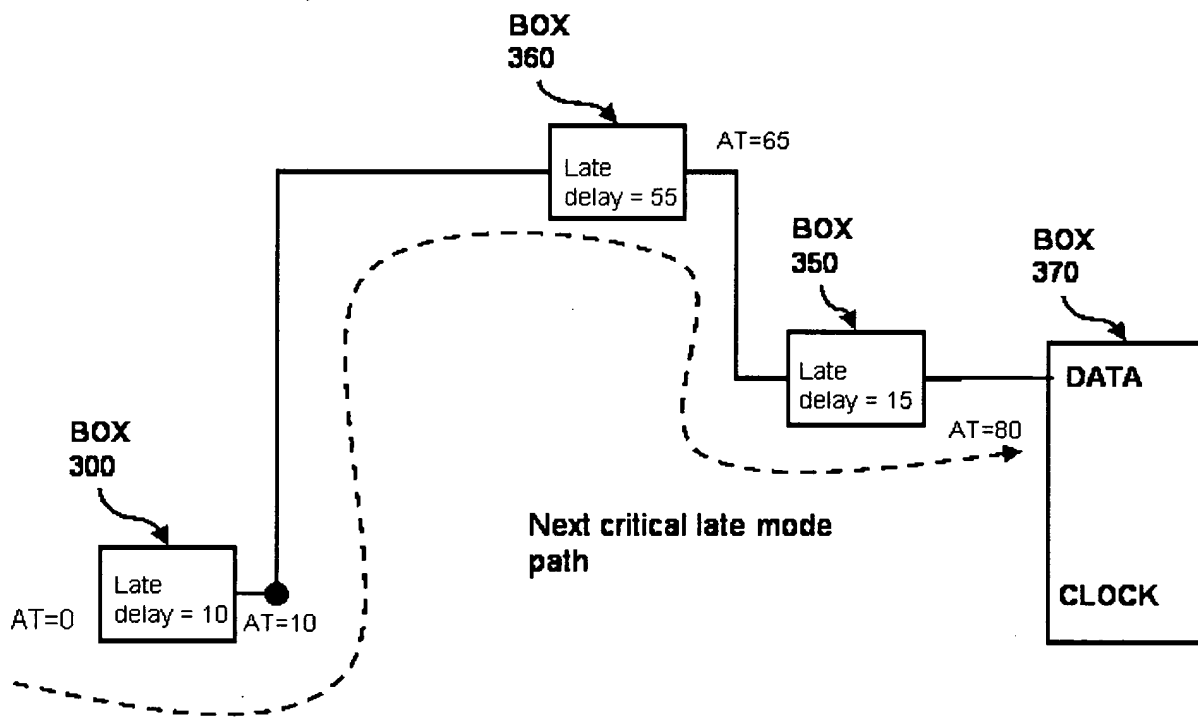 BOX
360
Late
delay = 55
AT=65
BOX
350
Late
delay = 15
BOX
370
DATA
AT=80
BOX
300
Late
delay = 10
AT=0
AT=10
Next critical late mode
path
CLOCK